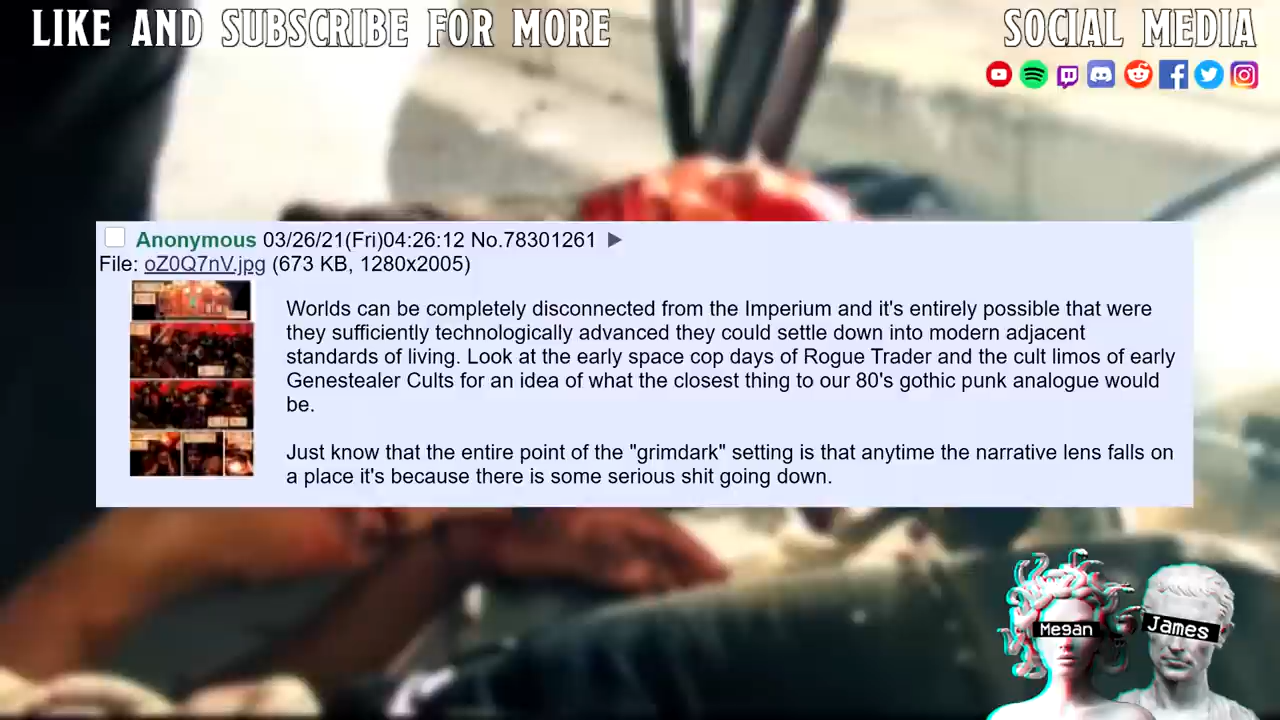 LIKE AND SUBSCRIBE FOR MORE
SOCIAL MEDIA
Anonymous 03/26/21(Fri)04:26:12 No.78301261 ▶
File: oZ0Q7nV.jpg (673 KB, 1280x2005)
Worlds can be completely disconnected from the Imperium and it's entirely possible that were
they sufficiently technologically advanced they could settle down into modern adjacent
standards of living. Look at the early space cop days of Rogue Trader and the cult limos of early
Genestealer Cults for an idea of what the closest thing to our 80's gothic punk analogue would
be.
Just know that the entire point of the "grimdark" setting is that anytime the narrative lens falls on
a place it's because there is some serious shit going down.
Megan
James